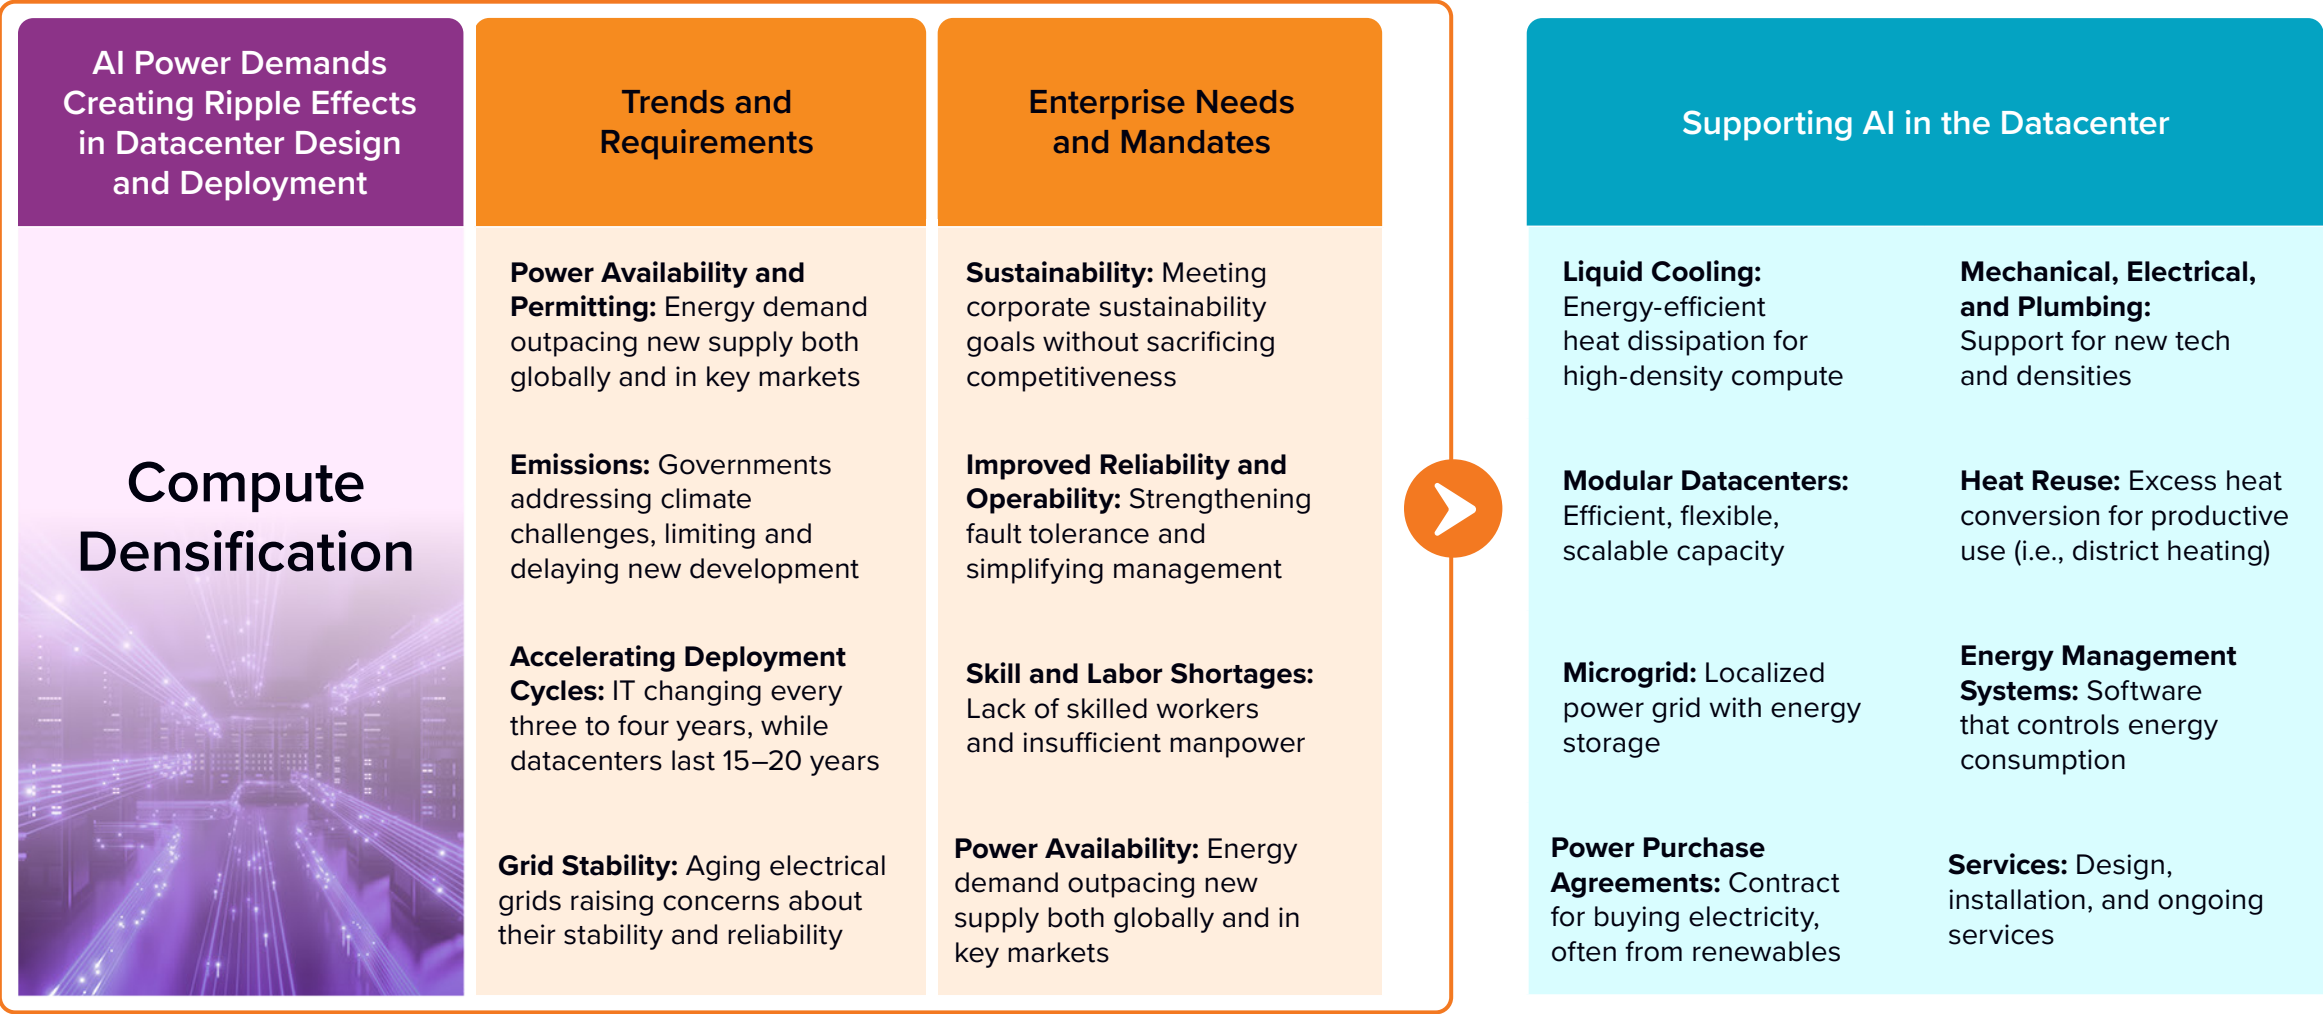 AI Power Demands
Creating Ripple Effects
in Datacenter Design
and Deployment
Compute
Densification
Trends and
Requirements
Power Availability and
Permitting: Energy demand
outpacing new supply both
globally and in key markets
Emissions: Governments
addressing climate
challenges, limiting and
delaying new development
Accelerating Deployment
Cycles: IT changing every
three to four years, while
datacenters last 15–20 years
Grid Stability: Aging electrical
grids raising concerns about
their stability and reliability
Enterprise Needs
and Mandates
Sustainability: Meeting
corporate sustainability
goals without sacrificing
competitiveness
Improved Reliability and
Operability: Strengthening
fault tolerance and
simplifying management
Skill and Labor Shortages:
Lack of skilled workers
and insufficient manpower
Power Availability: Energy
demand outpacing new
supply both globally and in
key markets
Supporting AI in the Datacenter
Liquid Cooling:
Energy-efficient
heat dissipation for
high-density compute
Modular Datacenters:
Efficient, flexible,
scalable capacity
Microgrid: Localized
power grid with energy
storage
Power Purchase
Agreements: Contract
for buying electricity,
often from renewables
Mechanical, Electrical,
and Plumbing:
Support for new tech
and densities
Heat Reuse: Excess heat
conversion for productive
use (i.e., district heating)
Energy Management
Systems: Software
that controls energy
consumption
Services: Design,
installation, and ongoing
services